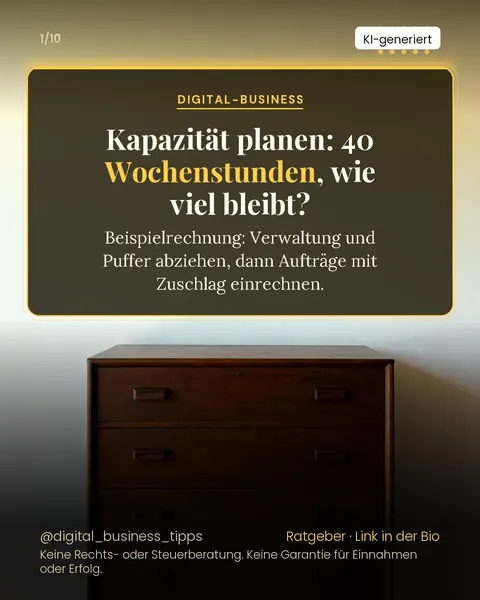 1/10
KI-generiert
DIGITAL-BUSINESS
Kapazität planen: 40
Wochenstunden, wie
viel bleibt?
Beispielrechnung: Verwaltung und
Puffer abziehen, dann Aufträge mit
Zuschlag einrechnen.
@digital_business_tipps
Ratgeber · Link in der Bio
Keine Rechts- oder Steuerberatung. Keine Garantie für Einnahmen
oder Erfolg.